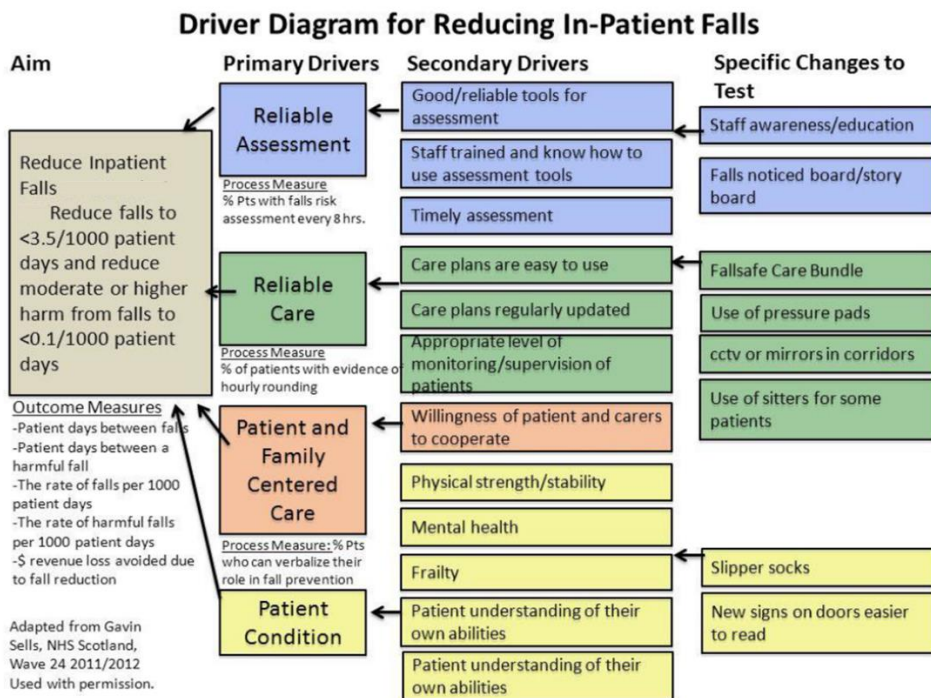 Driver Diagram for Reducing In-Patient Falls
Aim
Primary Drivers
Secondary Drivers
Specific Changes to
Test
Reduce Inpatient
Falls
Reduce falls to
<3.5/1000 patient
days and reduce
moderate or higher
harm from falls to
<0.1/1000 patient
days
Outcome Measures
-Patient days between falls
-Patient days between a
harmful fall
-The rate of falls per 1000
patient days
-The rate of harmful falls
per 1000 patient days
-$ revenue loss avoided due
to fall reduction
Adapted from Gavin
Sells, NHS Scotland,
Wave 24 2011/2012
Used with permission.
Reliable
Assessment
Process Measure
% Pts with falls risk
assessment every 8 hrs.
Reliable
Care
Process Measure
% of patients with evidence of
hourly rounding
Patient and
Family
Centered
Care
Process Measure: % Pts
who can verbalize their
role in fall prevention
Patient
Condition
Good/reliable tools for
assessment
Staff trained and know how to
use assessment tools
Timely assessment
Care plans are easy to use
Care plans regularly updated
Appropriate level of
monitoring/supervision of
patients
Willingness of patient and carers
to cooperate
Physical strength/stability
Mental health
Frailty
Patient understanding of their
own abilities
Patient understanding of their
own abilities
Staff awareness/education
Falls noticed board/story
board
Fallsafe Care Bundle
Use of pressure pads
cctv or mirrors in corridors
Use of sitters for some
patients
Slipper socks
New signs on doors easier
to read